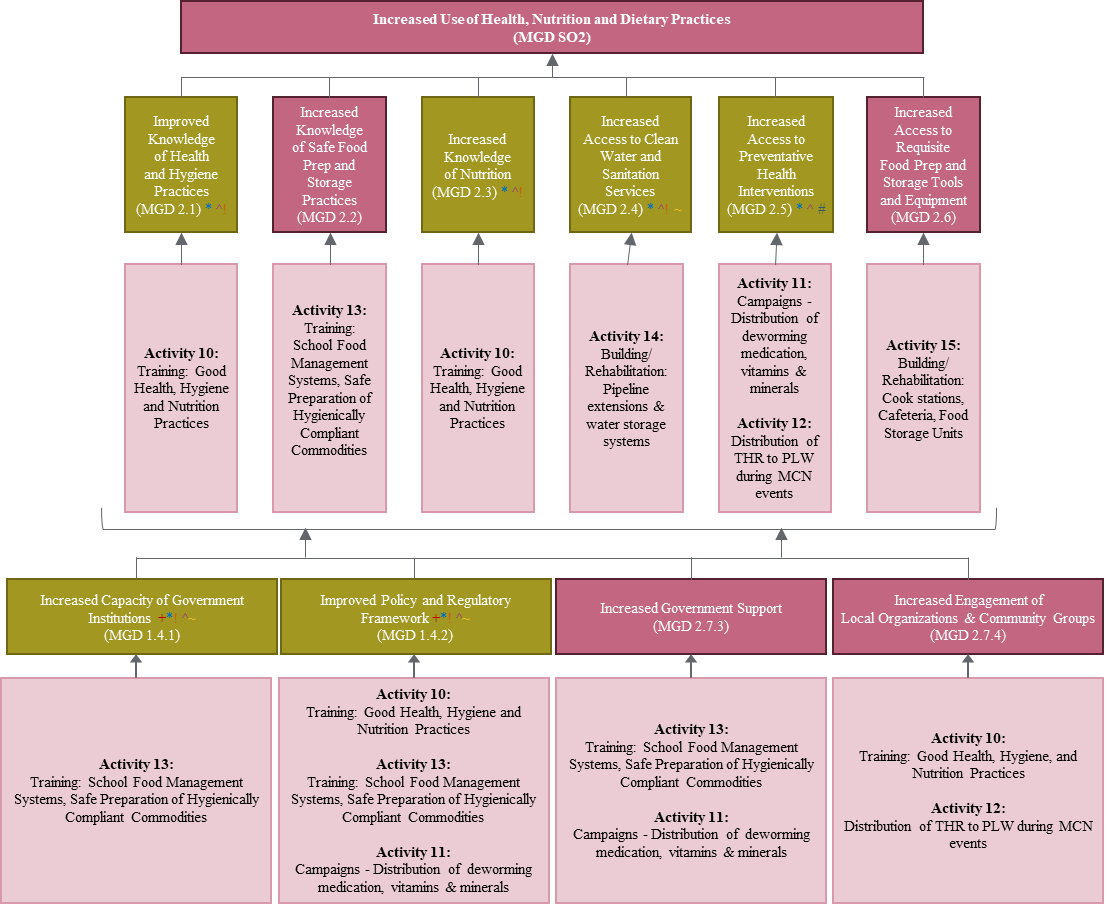 Increased Use of Health, Nutrition and Dietary Practices
(MGD SO2)
Improved
Knowledge
of Health
and Hygiene
Practices
(MGD 2.1) * ^!
Increased
Knowledge
of Safe Food
Prep and
Storage
Practices
(MGD 2.2)
Increased
Knowledge
of Nutrition
(MGD 2.3) * ^!
Increased
Access to Clean
Water and
Sanitation
Services
(MGD 2.4) * ^! ~
Increased
Access to
Preventative
Health
Interventions
(MGD 2.5) * ^ #
Increased
Access to
Requisite
Food Prep and
Storage Tools
and Equipment
(MGD 2.6)
Activity 10:
Training: Good
Health, Hygiene
and Nutrition
Practices
Activity 13:
Training:
School Food
Management
Systems, Safe
Preparation of
Hygienically
Compliant
Commodities
Activity 10:
Training: Good
Health, Hygiene
and Nutrition
Practices
Activity 14:
Building/
Rehabilitation:
Pipeline
extensions &
water storage
systems
Activity 11:
Campaigns -
Distribution of
deworming
medication,
vitamins &
minerals
Activity 12:
Distribution of
THR to PLW
during MCN
events
Activity 15:
Building/
Rehabilitation:
Cook stations,
Cafeteria, Food
Storage Units
Increased Capacity of Government
Institutions +*! ^~
(MGD 1.4.1)
Improved Policy and Regulatory
Framework +*! ^~
(MGD 1.4.2)
Increased Government Support
(MGD 2.7.3)
Increased Engagement of
Local Organizations & Community Groups
(MGD 2.7.4)
Activity 13:
Training: School Food Management
Systems, Safe Preparation of Hygienically
Compliant Commodities
Activity 10:
Training: Good Health, Hygiene and
Nutrition Practices
Activity 13:
Training: School Food Management
Systems, Safe Preparation of Hygienically
Compliant Commodities
Activity 11:
Campaigns - Distribution of deworming
medication, vitamins & minerals
Activity 13:
Training: School Food Management
Systems, Safe Preparation of Hygienically
Compliant Commodities
Activity 11:
Campaigns - Distribution of deworming
medication, vitamins & minerals
Activity 10:
Training: Good Health, Hygiene, and
Nutrition Practices
Activity 12:
Distribution of THR to PLW during MCN
events